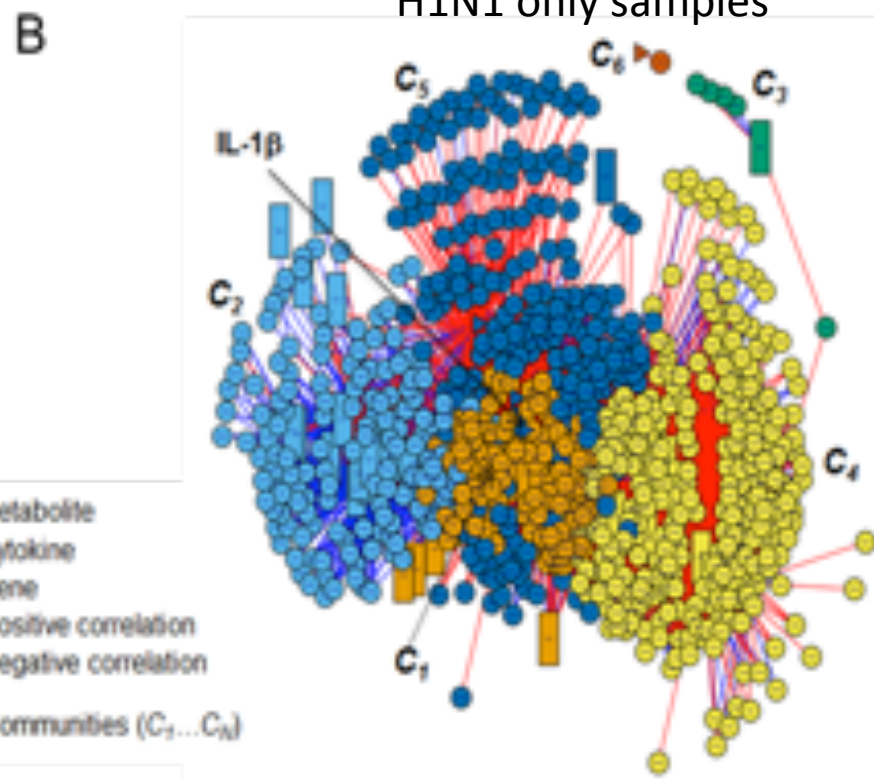 H1N1 only samples
B
C6
C5
C3
IL-1β
C2
C4
etabolite
ytokine
ene
ositive correlation
egative correlation
C1
ommunities (C1...CN)